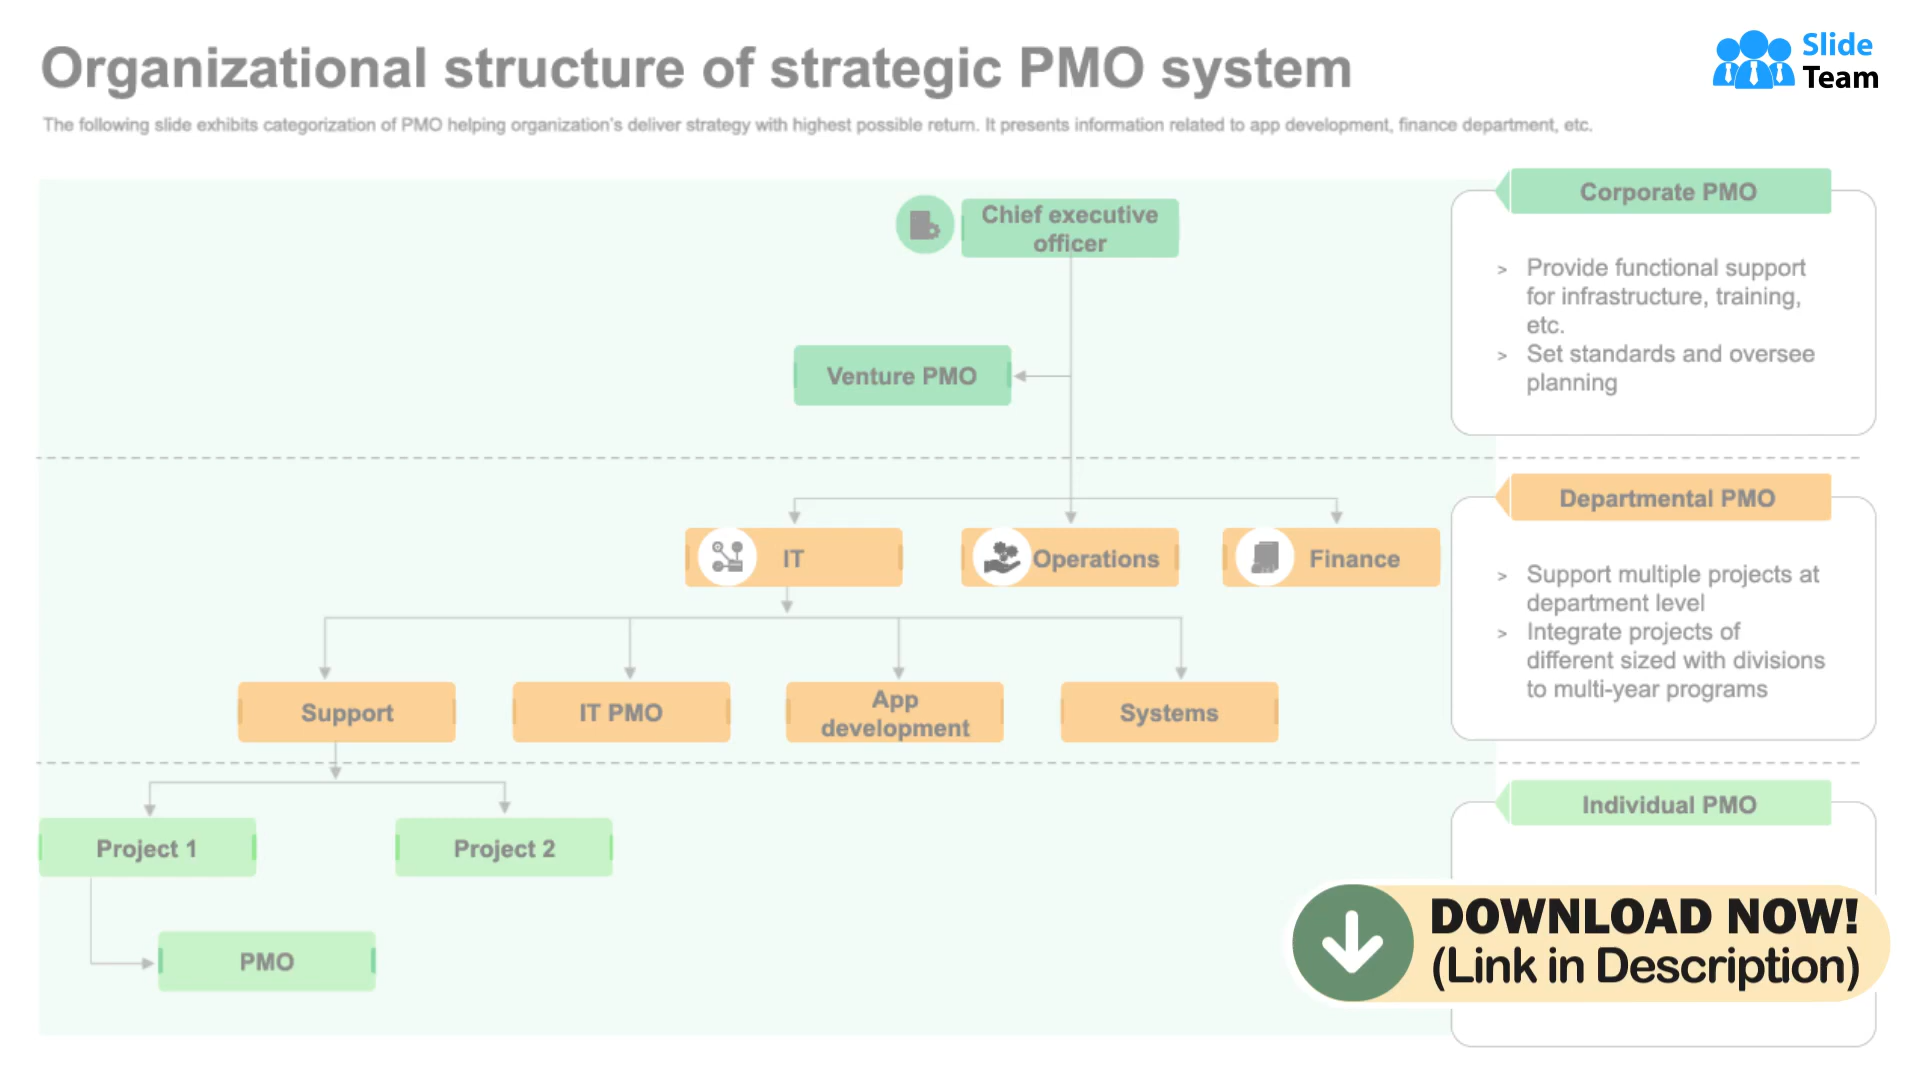 Organizational structure of strategic PMO system
Slide
Team
The following slide exhibits categorization of PMO helping organization's deliver strategy with highest possible return. It presents information related to app development, finance department, etc.
Chief executive
officer
Venture PMO
Corporate PMO
> Provide functional support
for infrastructure, training,
etc.
> Set standards and oversee
planning
IT
Operations
Finance
Support
IT PMO
App
development
Systems
Departmental PMO
> Support multiple projects at
department level
> Integrate projects of
different sized with divisions
to multi-year programs
Project 1
Project 2
PMO
Individual PMO
DOWNLOAD NOW!
(Link in Description)